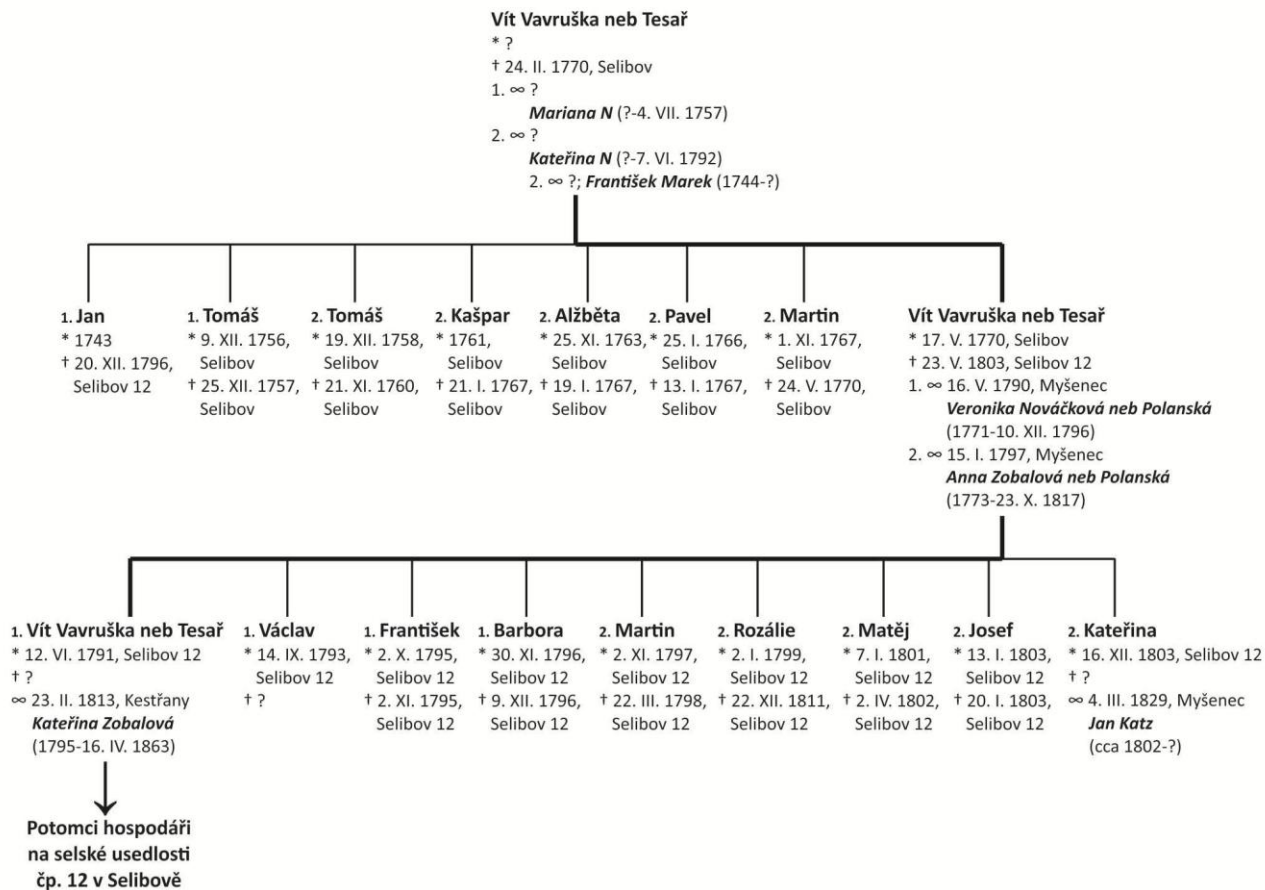 Vít Vavruška neb Tesař
* ?
† 24. II. 1770, Selibov
1. ∞ ?
Mariana N (?-4. VII. 1757)
2. ∞ ?
Kateřina N (?-7. VI. 1792)
2. ∞ ?; František Marek (1744-?)
1. Jan
* 1743
† 20. XII. 1796,
Selibov 12
1. Tomáš
* 9. XII. 1756,
Selibov
† 25. XII. 1757,
Selibov
2. Tomáš
* 19. XII. 1758,
Selibov
† 21. XI. 1760,
Selibov
2. Kašpar
* 1761,
Selibov
† 21. I. 1767,
Selibov
2. Alžběta
* 25. XI. 1763,
Selibov
† 19. I. 1767,
Selibov
2. Pavel
* 25. I. 1766,
Selibov
† 13. I. 1767,
Selibov
2. Martin
* 1. XI. 1767,
Selibov
† 24. V. 1770,
Selibov
Vít Vavruška neb Tesař
* 17. V. 1770, Selibov
† 23. V. 1803, Selibov 12
1. ∞ 16. V. 1790, Myšenec
Veronika Nováčková neb Polanská
(1771-10. XII. 1796)
2. ∞ 15. I. 1797, Myšenec
Anna Zobalová neb Polanská
(1773-23. X. 1817)
1. Vít Vavruška neb Tesař
* 12. VI. 1791, Selibov 12
† ?
∞ 23. II. 1813, Kestřany
Kateřina Zobalová
(1795-16. IV. 1863)
1. Václav
* 14. IX. 1793,
Selibov 12
† ?
1. František
* 2. X. 1795,
Selibov 12
† 2. XI. 1795,
Selibov 12
1. Barbora
* 30. XI. 1796,
Selibov 12
† 9. XII. 1796,
Selibov 12
2. Martin
* 2. XI. 1797,
Selibov 12
† 22. III. 1798,
Selibov 12
2. Rozálie
* 2. I. 1799,
Selibov 12
† 22. XII. 1811,
Selibov 12
2. Matěj
* 7. I. 1801,
Selibov 12
† 2. IV. 1802,
Selibov 12
2. Josef
* 13. I. 1803,
Selibov 12
† 20. I. 1803,
Selibov 12
2. Kateřina
* 16. XII. 1803, Selibov 12
† ?
∞ 4. III. 1829, Myšenec
Jan Katz
(cca 1802-?)
Potomci hospodáři
na selské usedlosti
čp. 12 v Selibově